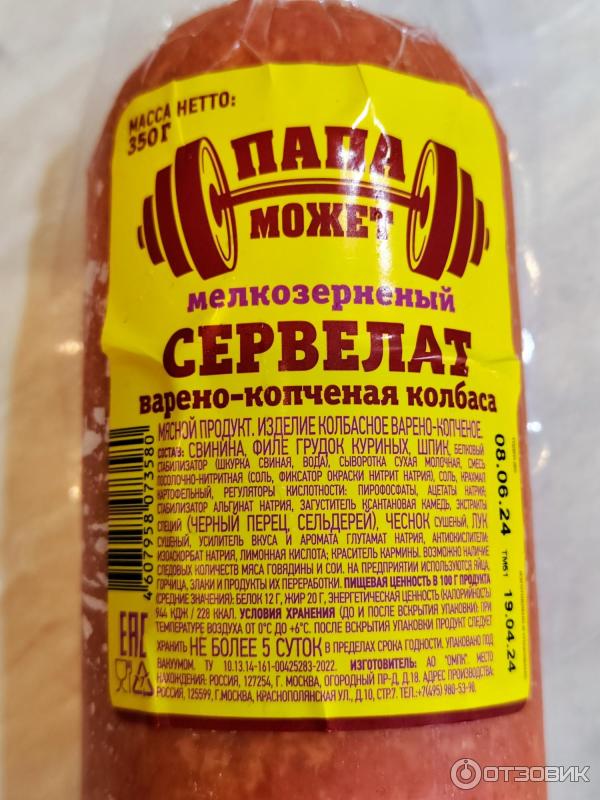 МАССА НЕТТО:
350 Г
ПАПА
МОЖЕТ
мелкозернёный
СЕРВЕЛАТ
варено-копченая колбаса
МЯСНОЙ ПРОДУКТ. ИЗДЕЛИЕ КОЛБАСНОЕ ВАРЕНО-КОПЧЕНОЕ.
СОСТАВ: СВИНИНА, ФИЛЕ ГРУДОК КУРИНЫХ, ШПИК, БЕЛКОВЫЙ
СТАБИЛИЗАТОР (ШКУРКА СВИНАЯ, ВОДА), СЫВОРОТКА СУХАЯ МОЛОЧНАЯ, СМЕСЬ
ПОСОЛОЧНО-НИТРИТНАЯ (СОЛЬ, ФИКСАТОР ОКРАСКИ НИТРИТ НАТРИЯ), СОЛЬ, КРАХМАЛ
КАРТОФЕЛЬНЫЙ, РЕГУЛЯТОРЫ КИСЛОТНОСТИ: ПИРОФОСФАТЫ, АЦЕТАТЫ НАТРИЯ;
СТАБИЛИЗАТОР АЛЬГИНАТ НАТРИЯ, ЗАГУСТИТЕЛЬ КСАНТАНОВАЯ КАМЕДЬ, ЭКСТРАКТЫ
СПЕЦИЙ (ЧЕРНЫЙ ПЕРЕЦ, СЕЛЬДЕРЕЙ), ЧЕСНОК СУШЕНЫЙ, ЛУК
СУШЕНЫЙ, УСИЛИТЕЛЬ ВКУСА И АРОМАТА ГЛУТАМАТ НАТРИЯ, АНТИОКИСЛИТЕЛИ:
ИЗОАСКОРБАТ НАТРИЯ, ЛИМОННАЯ КИСЛОТА; КРАСИТЕЛЬ КАРМИНЫ. ВОЗМОЖНО НАЛИЧИЕ
СЛЕДОВЫХ КОЛИЧЕСТВ МЯСА ГОВЯДИНЫ И СОИ. НА ПРЕДПРИЯТИИ ИСПОЛЬЗУЮТСЯ ЯЙЦА,
ГОРЧИЦА, ЗЛАКИ И ПРОДУКТЫ ИХ ПЕРЕРАБОТКИ. ПИЩЕВАЯ ЦЕННОСТЬ В 100 Г ПРОДУКТА
(СРЕДНИЕ ЗНАЧЕНИЯ): БЕЛОК 12 Г, ЖИР 20 Г, ЭНЕРГЕТИЧЕСКАЯ ЦЕННОСТЬ (КАЛОРИЙНОСТЬ)
944 КДЖ / 228 ККАЛ. УСЛОВИЯ ХРАНЕНИЯ (ДО И ПОСЛЕ ВСКРЫТИЯ УПАКОВКИ): ПРИ
ТЕМПЕРАТУРЕ ВОЗДУХА ОТ 0°С ДО +6°С. ПОСЛЕ ВСКРЫТИЯ УПАКОВКИ ПРОДУКТ СЛЕДУЕТ
ХРАНИТЬ НЕ БОЛЕЕ 5 СУТОК В ПРЕДЕЛАХ СРОКА ГОДНОСТИ. УПАКОВАНО ПОД
ВАКУУМОМ. ТУ 10.13.14-161-00425283-2022. ИЗГОТОВИТЕЛЬ: АО "ОМПК". МЕСТО
НАХОЖДЕНИЯ: РОССИЯ, 127254, Г. МОСКВА, ОГОРОДНЫЙ ПР-Д, Д.18. АДРЕС ПРОИЗВОДСТВА:
РОССИЯ, 125599, Г.МОСКВА, КРАСНОПОЛЯНСКАЯ УЛ., Д.10, СТР.7. ТЕЛ.:+7(495) 980-53-90.
4607958073580
EAC
08.06.24
ТМ51
19.04.24
ОТЗОВИК